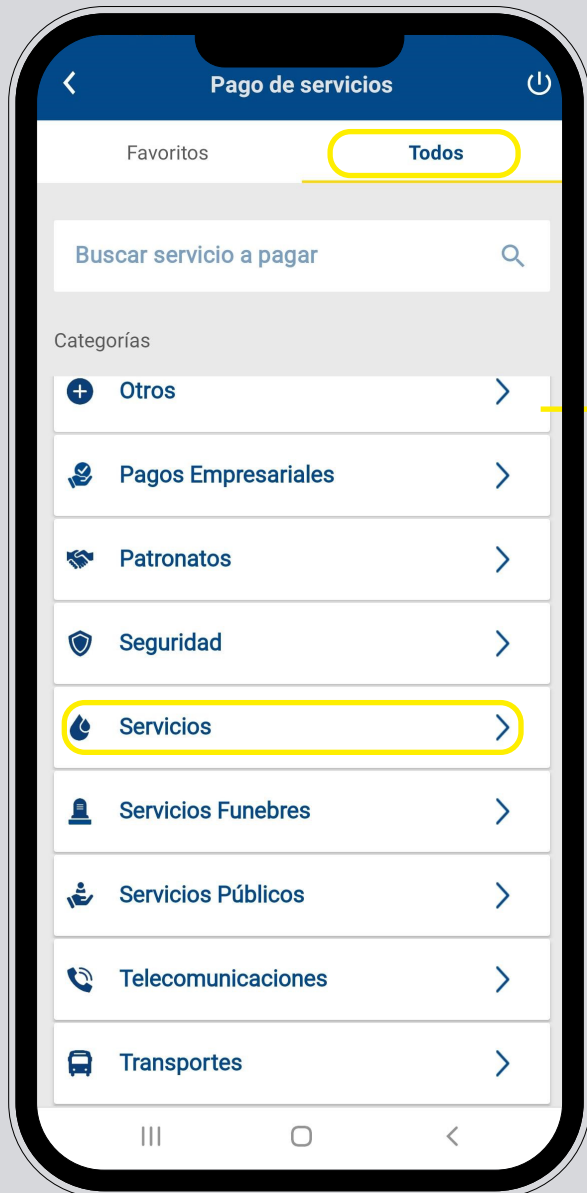 Pago de servicios
Favoritos
Todos
Buscar servicio a pagar
Categorías
Otros
Pagos Empresariales
Patronatos
Seguridad
Servicios
Servicios Funebres
Servicios Públicos
Telecomunicaciones
Transportes